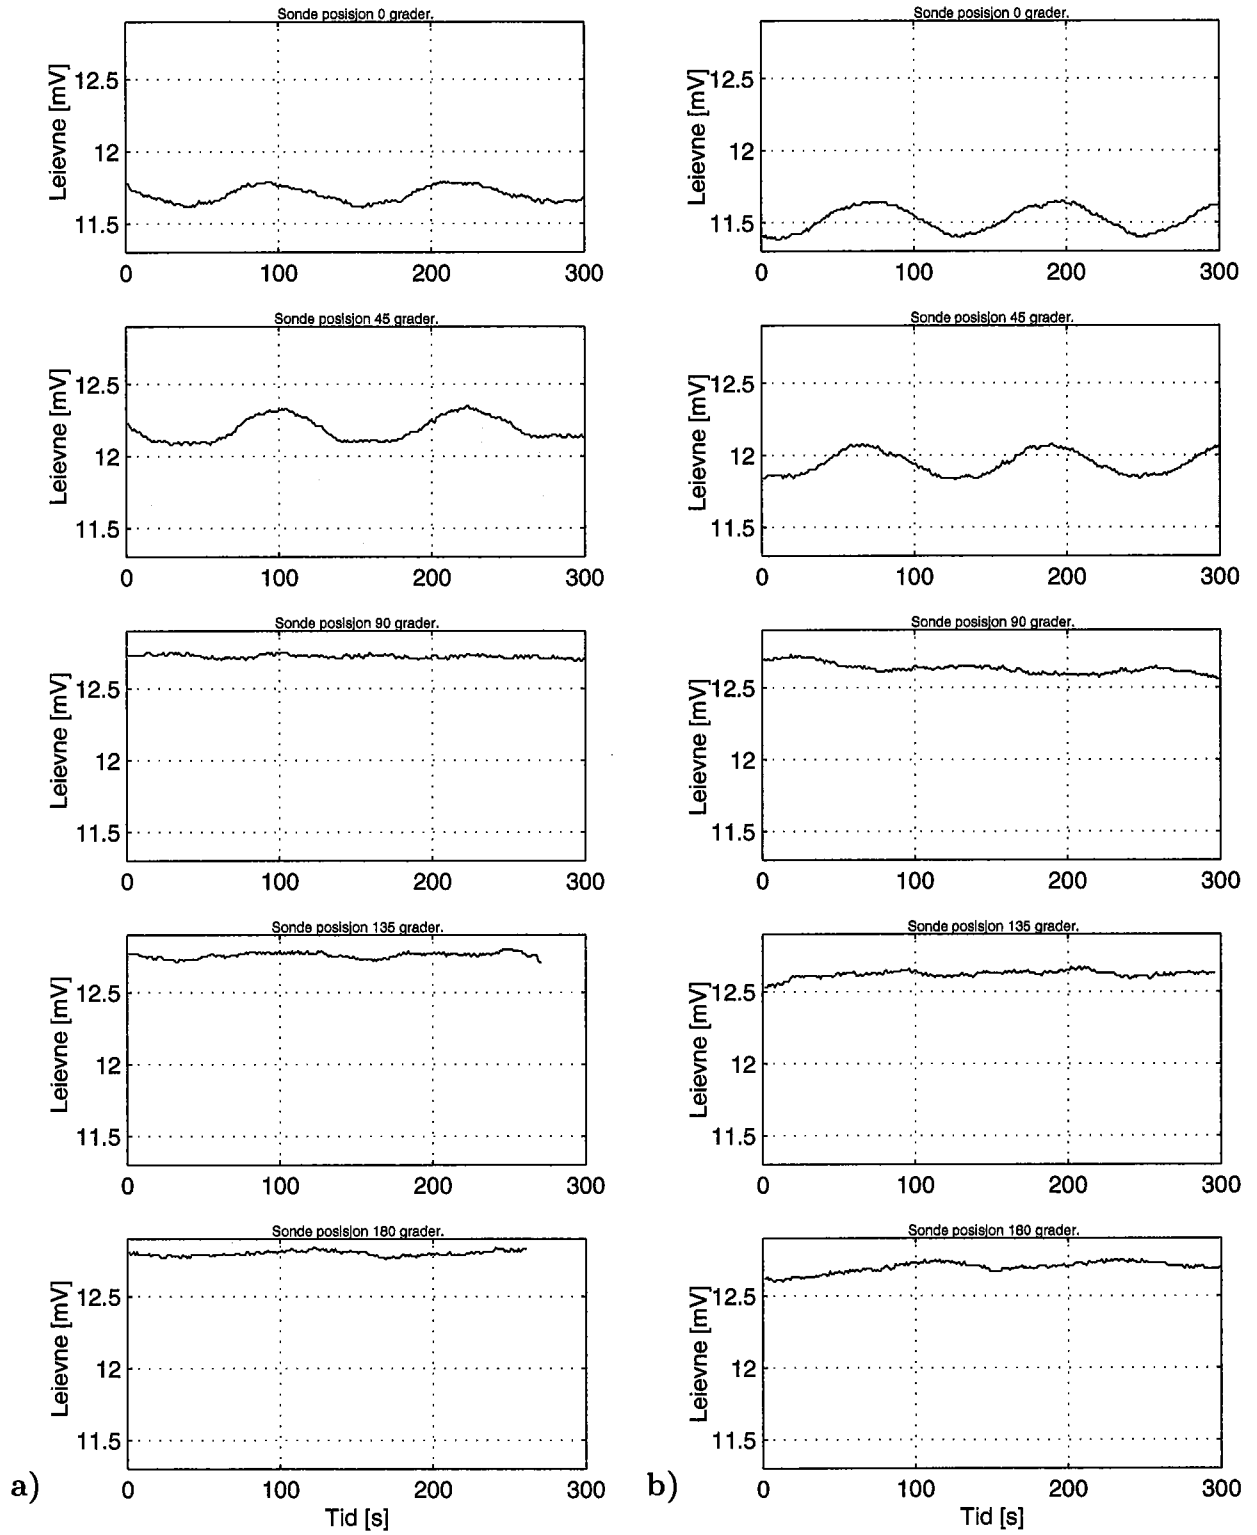 Sonde posisjon 0 grader.
Leievne [mV]
12.5
12
11.5
0 100 200 300
Sonde posisjon 45 grader.
Leievne [mV]
12.5
12
11.5
0 100 200 300
Sonde posisjon 90 grader.
Leievne [mV]
12.5
12
11.5
0 100 200 300
Sonde posisjon 135 grader.
Leievne [mV]
12.5
12
11.5
0 100 200 300
Sonde posisjon 180 grader.
Leievne [mV]
12.5
12
11.5
0 100 200 300
a)
Tid [s]
Sonde posisjon 0 grader.
Leievne [mV]
12.5
12
11.5
0 100 200 300
Sonde posisjon 45 grader.
Leievne [mV]
12.5
12
11.5
0 100 200 300
Sonde posisjon 90 grader.
Leievne [mV]
12.5
12
11.5
0 100 200 300
Sonde posisjon 135 grader.
Leievne [mV]
12.5
12
11.5
0 100 200 300
Sonde posisjon 180 grader.
Leievne [mV]
12.5
12
11.5
0 100 200 300
b)
Tid [s]